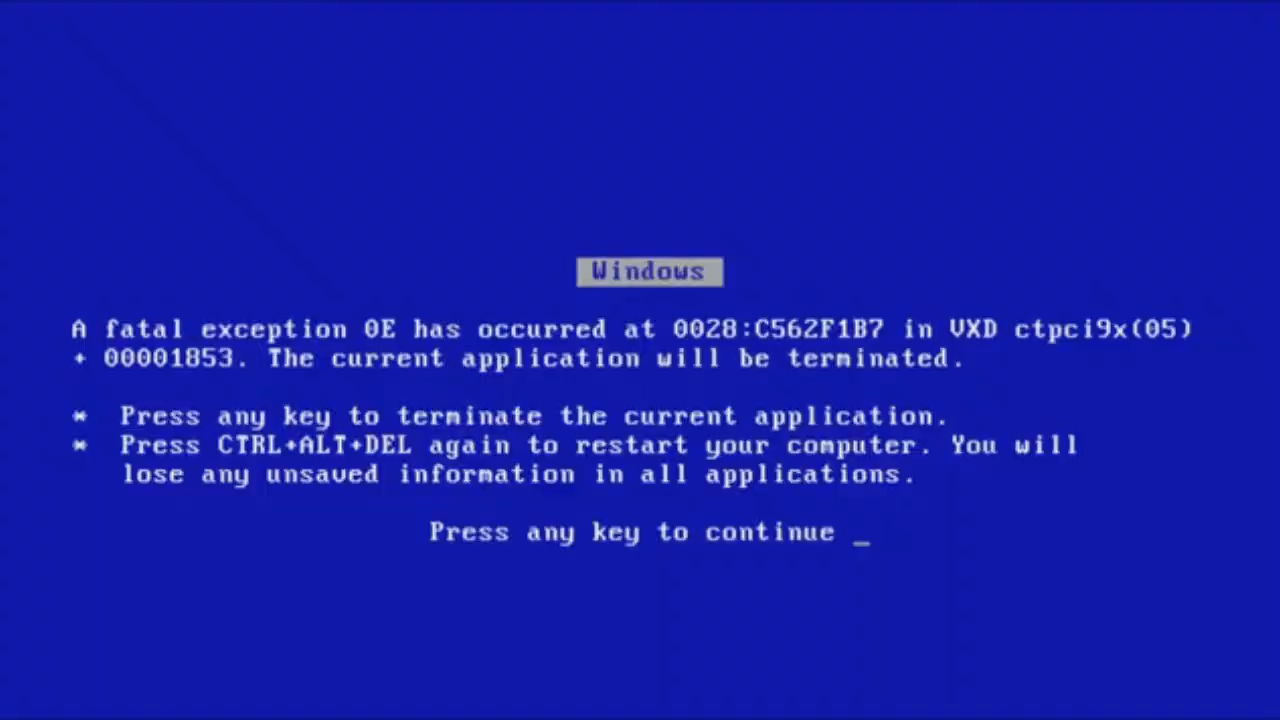 Windows
A fatal exception 0E has occurred at 0028:C562F1B7 in VXD ctpci9x(05)
+ 00001853. The current application will be terminated.
* Press any key to terminate the current application.
* Press CTRL+ALT+DEL again to restart your computer. You will
lose any unsaved information in all applications.
Press any key to continue _